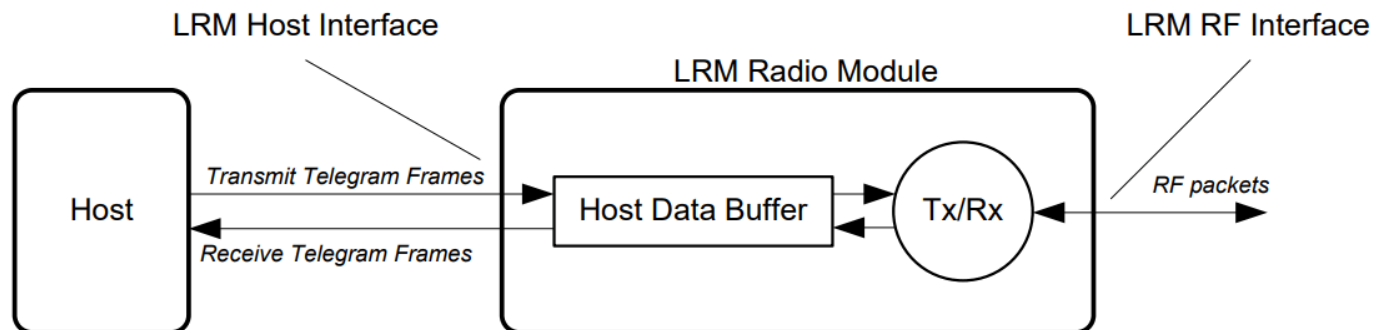 LRM Host Interface
LRM RF Interface
LRM Radio Module
Transmit Telegram Frames
RF packets
Host
Host Data Buffer
Tx/Rx
Receive Telegram Frames